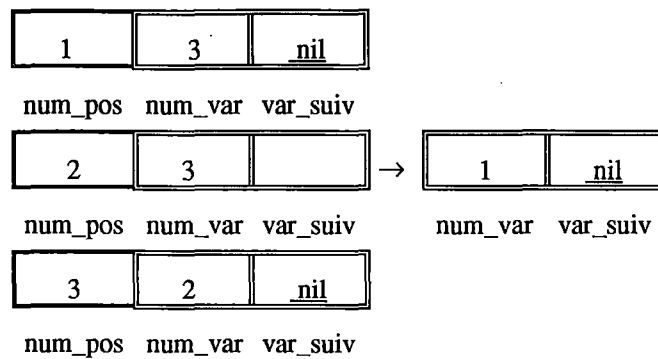 1 3 nil
num_pos num_var var_suiv
2 3 → 1 nil
num_pos num_var var_suiv num_var var_suiv
3 2 nil
num_pos num_var var_suiv